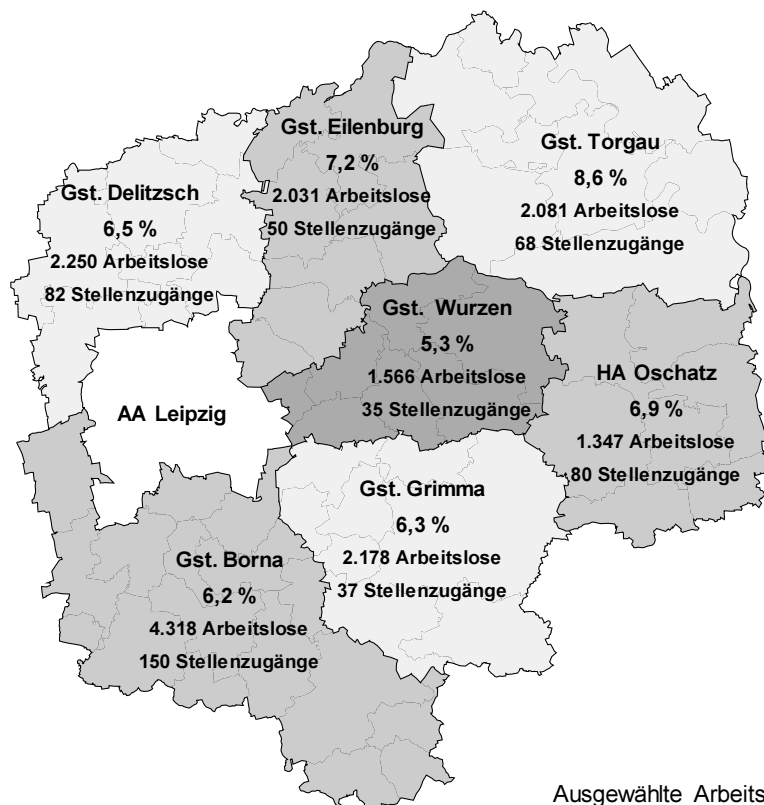 Gst. Eilenburg
7,2 %
2.031 Arbeitslose
50 Stellenzugänge
Gst. Torgau
8,6 %
2.081 Arbeitslose
68 Stellenzugänge
Gst. Delitzsch
6,5 %
2.250 Arbeitslose
82 Stellenzugänge
Gst. Wurzen
5,3 %
1.566 Arbeitslose
35 Stellenzugänge
HA Oschatz
6,9 %
1.347 Arbeitslose
80 Stellenzugänge
AA Leipzig
Gst. Grimma
6,3 %
2.178 Arbeitslose
37 Stellenzugänge
Gst. Borna
6,2 %
4.318 Arbeitslose
150 Stellenzugänge
Ausgewählte Arbeits